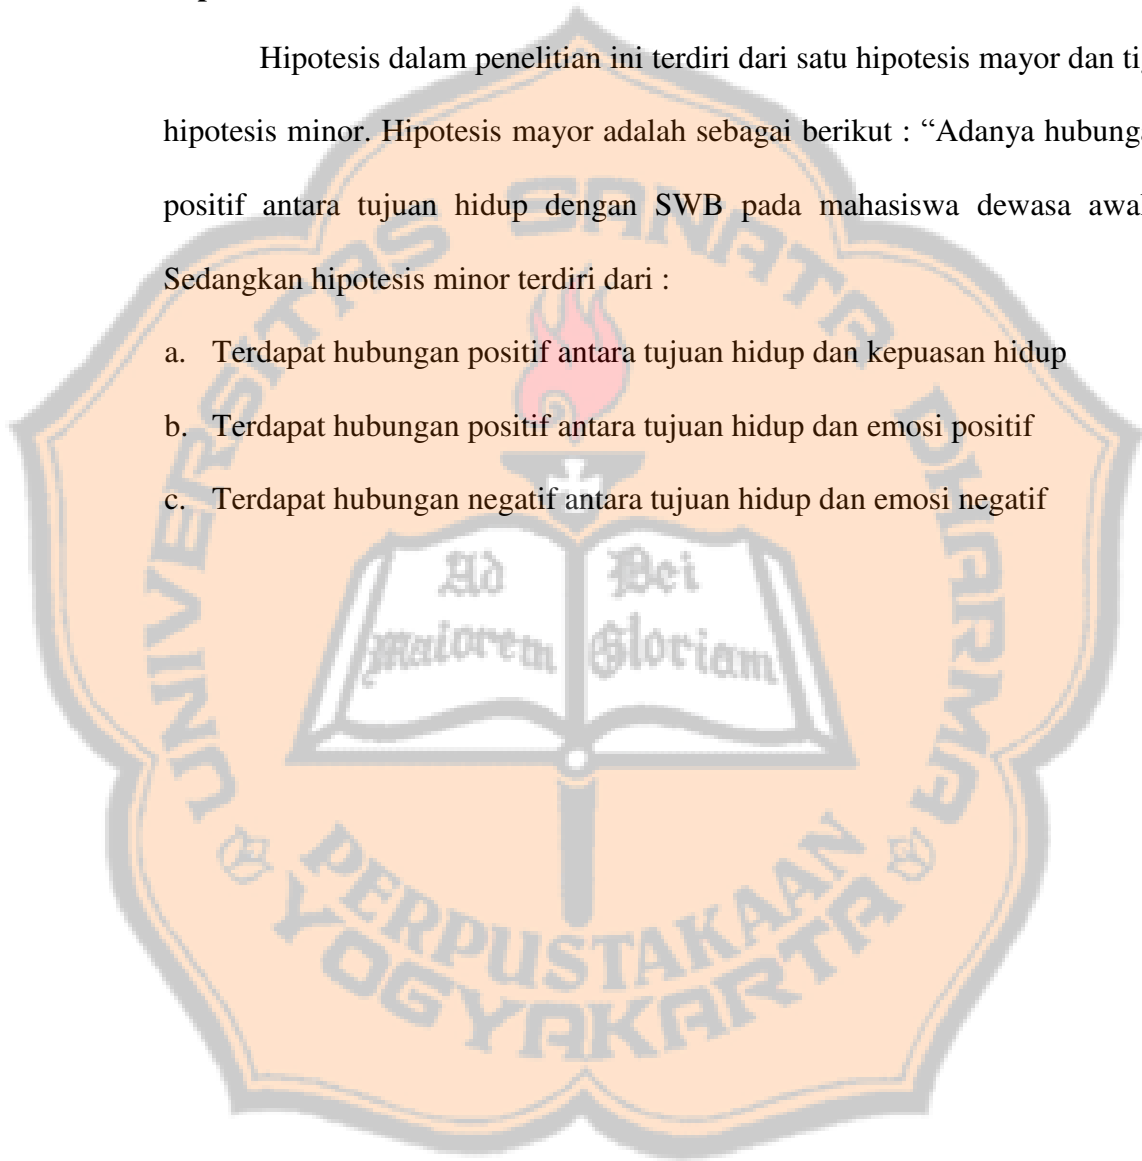 Hipotesis dalam penelitian ini terdiri dari satu hipotesis mayor dan
hipotesis minor. Hipotesis mayor adalah sebagai berikut : “Adanya
positif antara tujuan hidup dengan SWB pada mahasiswa dewasa
Sedangkan hipotesis minor terdiri dari :
a. Terdapat hubungan positif antara tujuan hidup dan kepuasan hidup
b. Terdapat hubungan positif antara tujuan hidup dan emosi positif
c. Terdapat hubungan negatif antara tujuan hidup dan emosi negatif
UNIVERSITAS SANATA DHARMA
Ad Dei
maiorem Gloriam
PERPUSTAKAAN
YOGYAKARTA